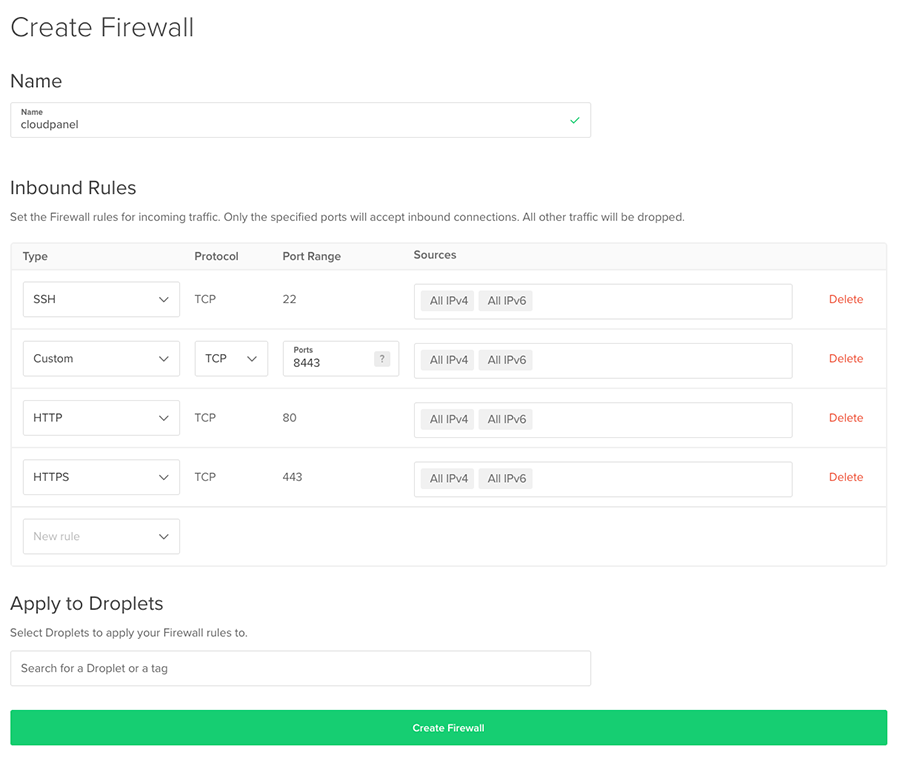 Create Firewall
Name
Name
cloudpanel
Inbound Rules
Set the Firewall rules for incoming traffic. Only the specified ports will accept inbound connections. All other traffic will be dropped.
Type Protocol Port Range Sources
SSH TCP 22 All IPv4 All IPv6 Delete
Custom TCP Ports 8443 ? All IPv4 All IPv6 Delete
HTTP TCP 80 All IPv4 All IPv6 Delete
HTTPS TCP 443 All IPv4 All IPv6 Delete
New rule
Apply to Droplets
Select Droplets to apply your Firewall rules to.
Search for a Droplet or a tag
Create Firewall